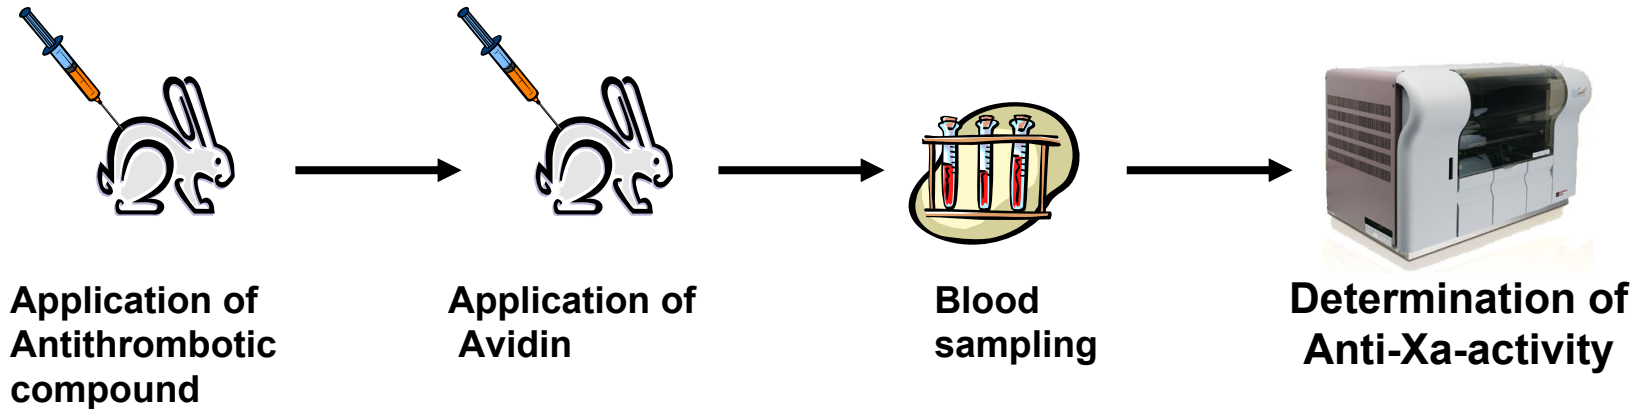 Application of
Antithrombotic
compound
Application of
Avidin
Blood
sampling
Determination of
Anti-Xa-activity